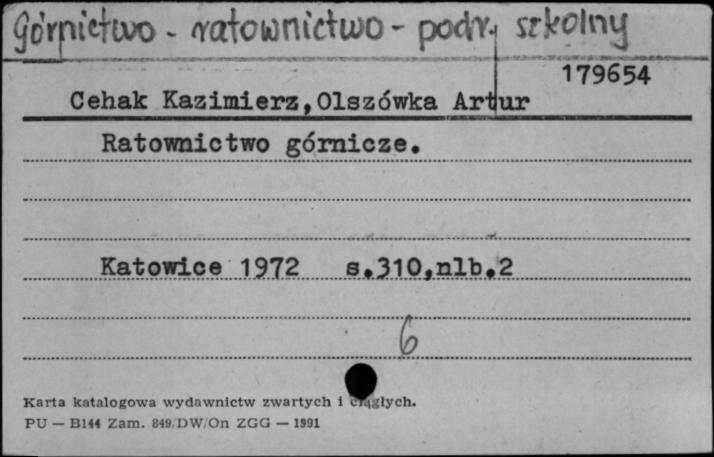 Górnictwo - ratownictwo - podr. szkolny
179654
Cehak Kazimierz, Olszówka Artur
Ratownictwo górnicze.
Katowice 1972 s.310,nlb.2
6
Karta katalogowa wydawnictw zwartych i ciągłych.
PU — B144 Zam. 849/DW/On ZGG — 1991